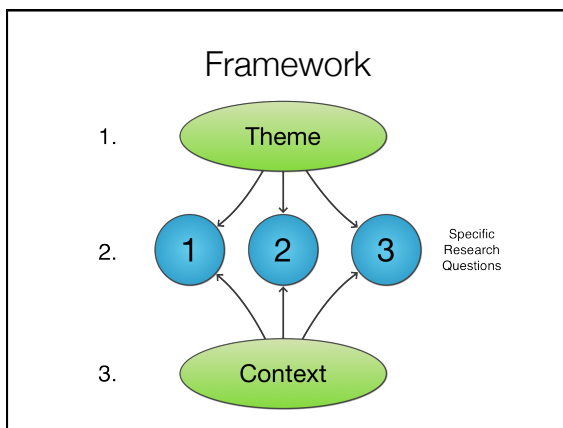 Framework
1.
Theme
2.
1
2
3
Specific
Research
Questions
3.
Context